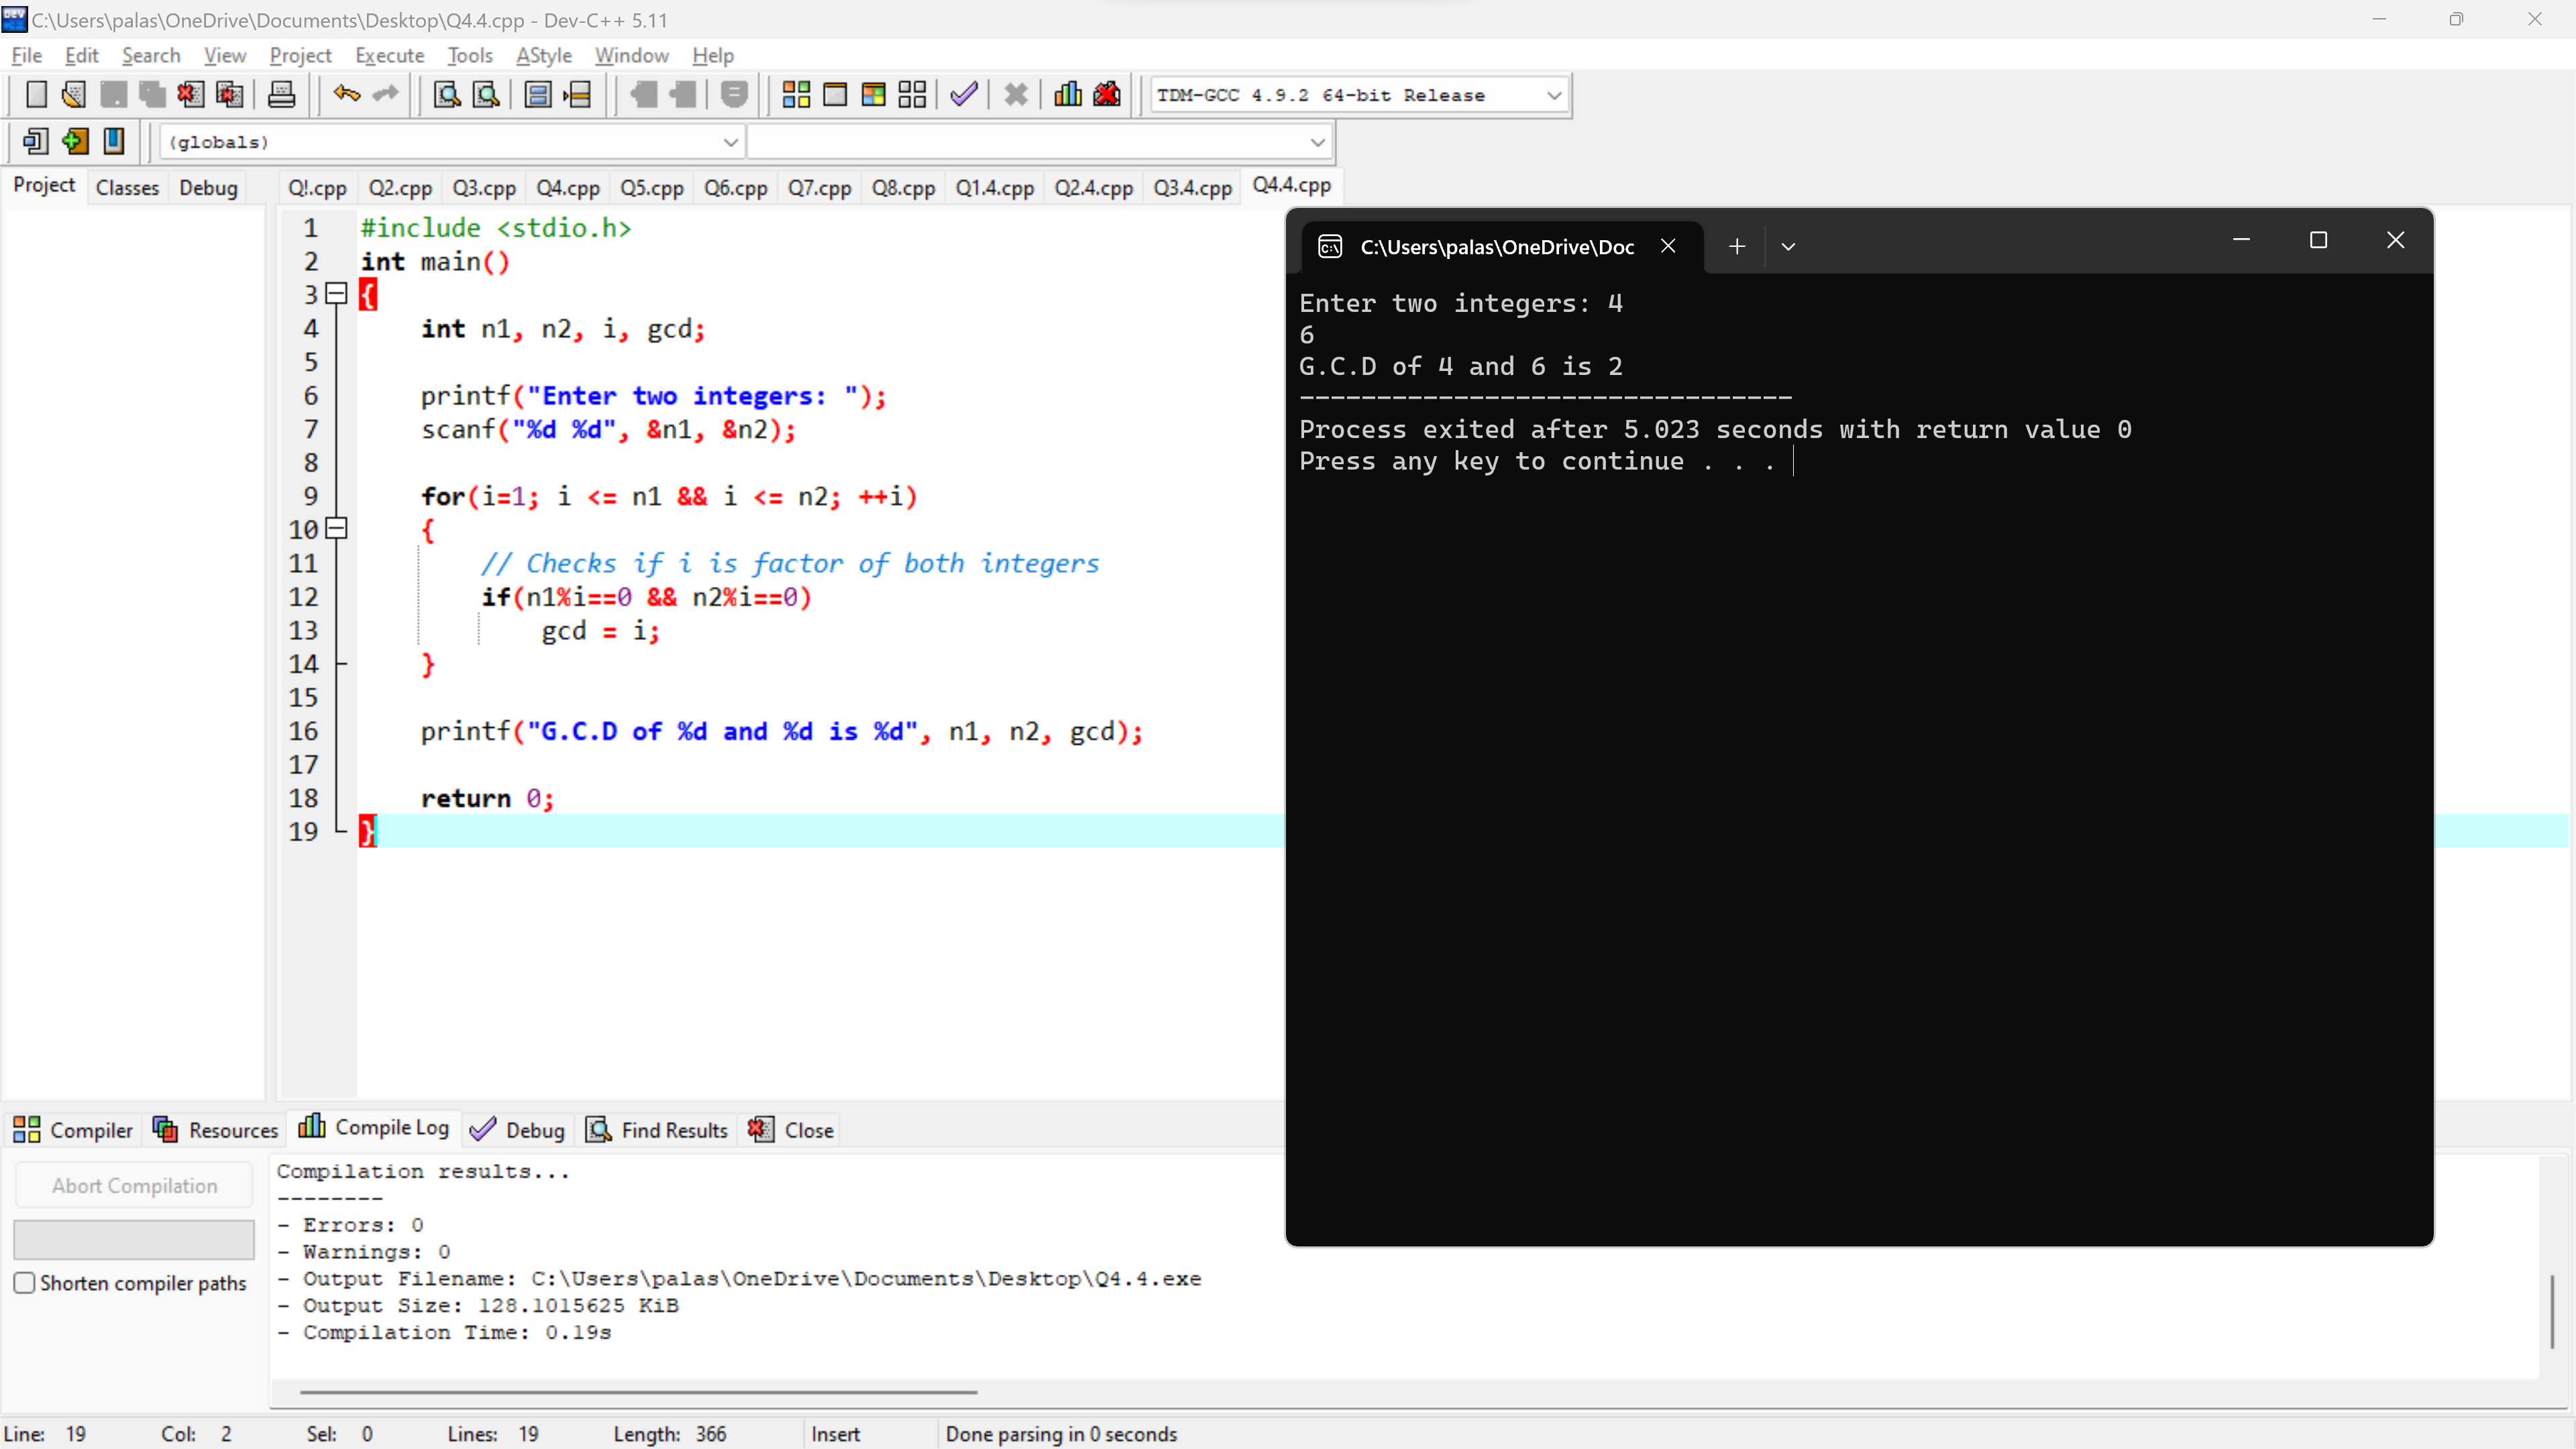 C:\Users\palas\OneDrive\Documents\Desktop\Q4.4.cpp - Dev-C++ 5.11
File Edit Search View Project Execute Tools AStyle Window Help
TDM-GCC 4.9.2 64-bit Release
(globals)
Project Classes Debug
Q!.cpp Q2.cpp Q3.cpp Q4.cpp Q5.cpp Q6.cpp Q7.cpp Q8.cpp Q1.4.cpp Q2.4.cpp Q3.4.cpp Q4.4.cpp
1 #include <stdio.h>
2 int main()
3 {
4 int n1, n2, i, gcd;
5
6 printf("Enter two integers: ");
7 scanf("%d %d", &n1, &n2);
8
9 for(i=1; i <= n1 && i <= n2; ++i)
10 {
11 // Checks if i is factor of both integers
12 if(n1%i==0 && n2%i==0)
13 gcd = i;
14 }
15
16 printf("G.C.D of %d and %d is %d", n1, n2, gcd);
17
18 return 0;
19 }
C:\Users\palas\OneDrive\Doc
Enter two integers: 4
6
G.C.D of 4 and 6 is 2
--------------------------------
Process exited after 5.023 seconds with return value 0
Press any key to continue . . .
Compiler Resources Compile Log Debug Find Results Close
Abort Compilation
Shorten compiler paths
Compilation results...
--------
- Errors: 0
- Warnings: 0
- Output Filename: C:\Users\palas\OneDrive\Documents\Desktop\Q4.4.exe
- Output Size: 128.1015625 KiB
- Compilation Time: 0.19s
Line: 19 Col: 2 Sel: 0 Lines: 19 Length: 366 Insert Done parsing in 0 seconds